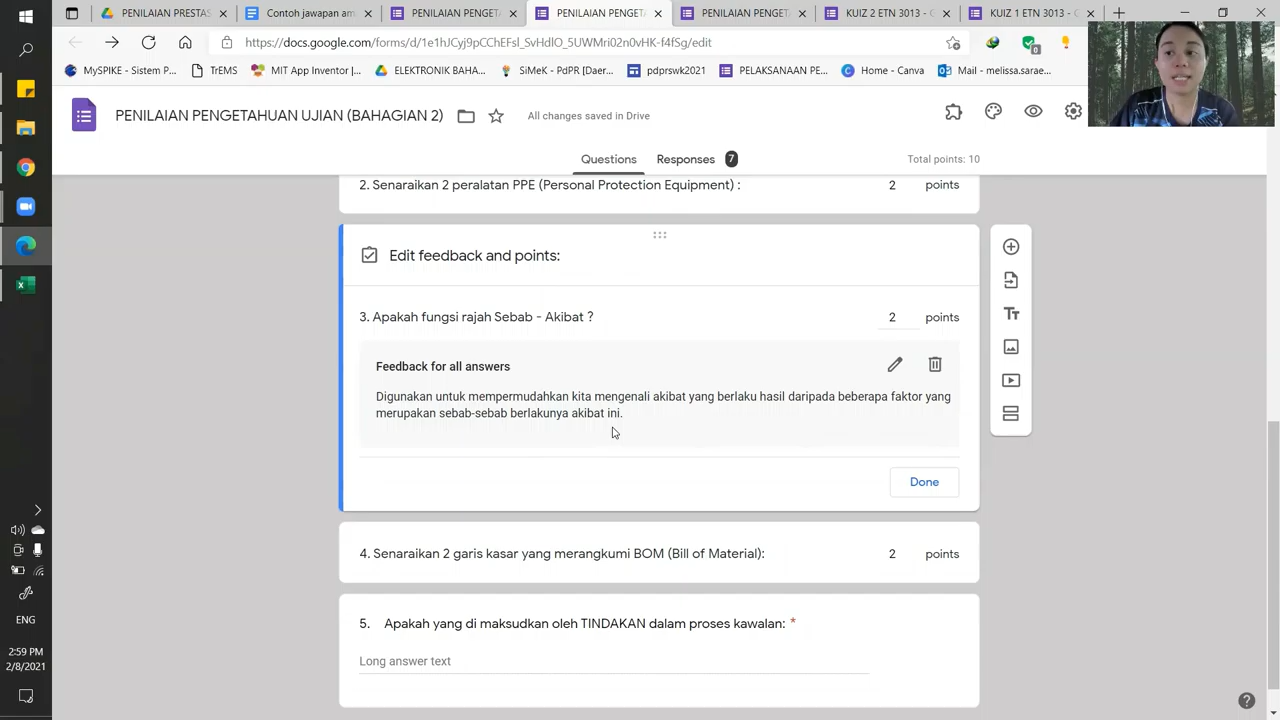 PENILAIAN PRESTAS
Contoh jawapan am
PENILAIAN PENGET
PENILAIAN PENGET
PENILAIAN PENGET
KUIZ 2 ETN 3013 -
KUIZ 1 ETN 3013 -
https://docs.google.com/forms/d/1e1hJCyj9pCChEFsl_SvHdIO_5UWMri02n0vHK-f4fSg/edit
MySPIKE - Sistem P...
TrEMS
MIT App Inventor |...
ELEKTRONIK BAHA...
SiMeK - PdPR [Daer...
pdprswk2021
PELAKSANAAN PE...
Home - Canva
Mail - melissa.sarae...
PENILAIAN PENGETAHUAN UJIAN (BAHAGIAN 2)
All changes saved in Drive
Questions
Responses 7
Total points: 10
2. Senaraikan 2 peralatan PPE (Personal Protection Equipment) : 2 points
Edit feedback and points:
3. Apakah fungsi rajah Sebab - Akibat ? 2 points
Feedback for all answers
Digunakan untuk mempermudahkan kita mengenali akibat yang berlaku hasil daripada beberapa faktor yang
merupakan sebab-sebab berlakunya akibat ini.
Done
4. Senaraikan 2 garis kasar yang merangkumi BOM (Bill of Material): 2 points
5. Apakah yang di maksudkan oleh TINDAKAN dalam proses kawalan: *
Long answer text
ENG
2:59 PM
2/8/2021